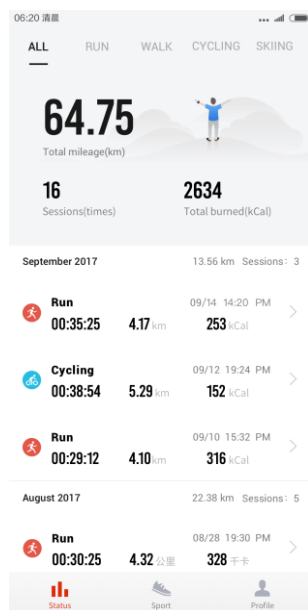 06:20 清晨
ALL RUN WALK CYCLING SKIING
64.75
Total mileage(km)
16 2634
Sessions(times) Total burned(kCal)
September 2017 13.56 km Sessions: 3
Run 09/14 14:20 PM
00:35:25 4.17 km 253 kCal
Cycling 09/12 19:24 PM
00:38:54 5.29 km 152 kCal
Run 09/10 15:32 PM
00:29:12 4.10 km 316 kCal
August 2017 22.38 km Sessions: 5
Run 08/28 19:30 PM
00:30:25 4.32 公里 328 千卡
Status Sport Profile